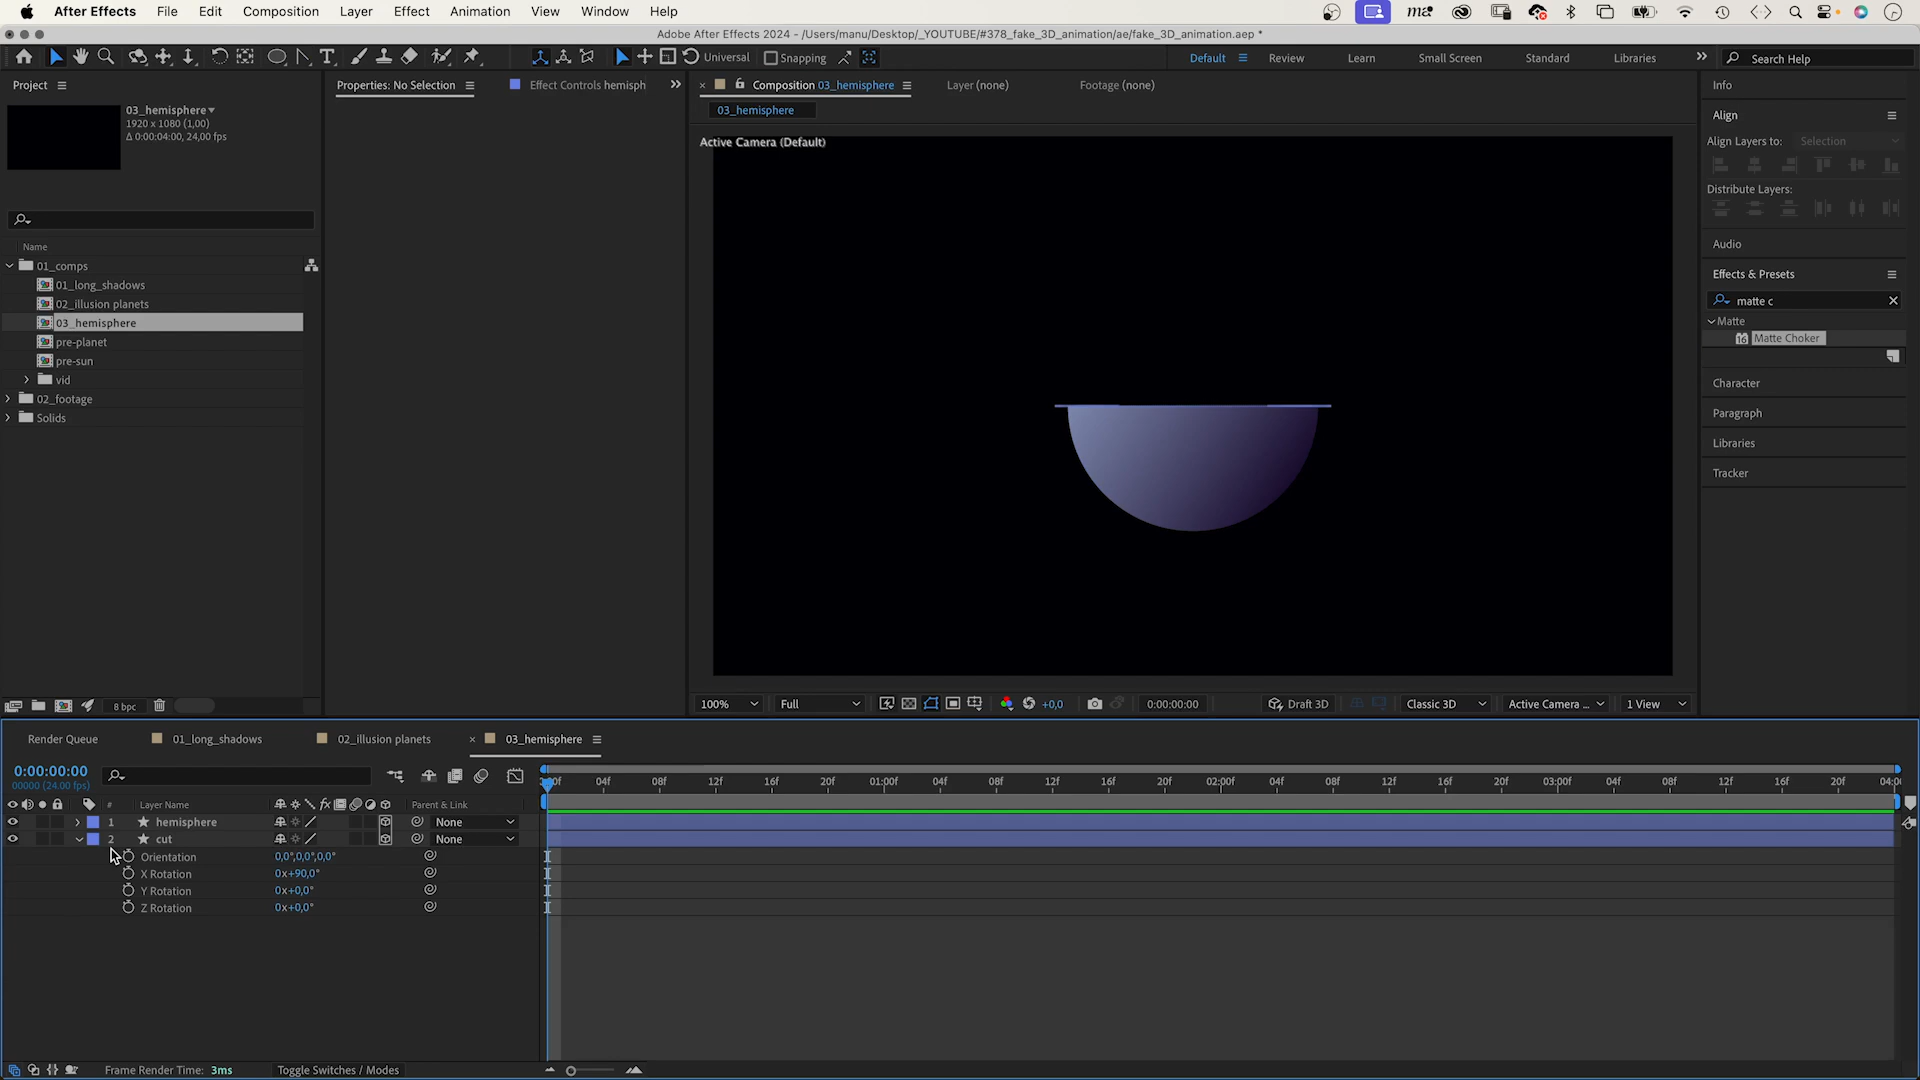 After Effects File Edit Composition Layer Effect Animation View Window Help
Adobe After Effects 2024 - /Users/manu/Desktop/_YOUTUBE/#378_fake_3D_animation/ae/fake_3D_animation.aep *
Universal Snapping Default Review Learn Small Screen Standard Libraries Search Help
Project
Properties: No Selection
Effect Controls hemisph
Composition 03_hemisphere
Layer (none)
Footage (none)
Info
03_hemisphere
1920 x 1080 (1,00)
Δ 0:00:04:00, 24,00 fps
03_hemisphere
Active Camera (Default)
Align
Align Layers to: Selection
Distribute Layers:
Name
01_comps
01_long_shadows
02_illusion planets
03_hemisphere
pre-planet
pre-sun
vid
02_footage
Solids
Audio
Effects & Presets
matte c
Matte
16 Matte Choker
Character
Paragraph
Libraries
Tracker
8 bpc
100% Full +0,0 0:00:00:00 Draft 3D Classic 3D Active Camera ... 1 View
Render Queue 01_long_shadows 02_illusion planets 03_hemisphere
0:00:00:00
00000 (24.00 fps)
04f 08f 12f 16f 20f 01:00f 04f 08f 12f 16f 20f 02:00f 04f 08f 12f 16f 20f 03:00f 04f 08f 12f 16f 20f
# Layer Name fx Parent & Link
1 hemisphere None
2 cut None
Orientation 0,0°,0,0°,0,0°
X Rotation 0x+90,0°
Y Rotation 0x+0,0°
Z Rotation 0x+0,0°
Frame Render Time: 3ms Toggle Switches / Modes